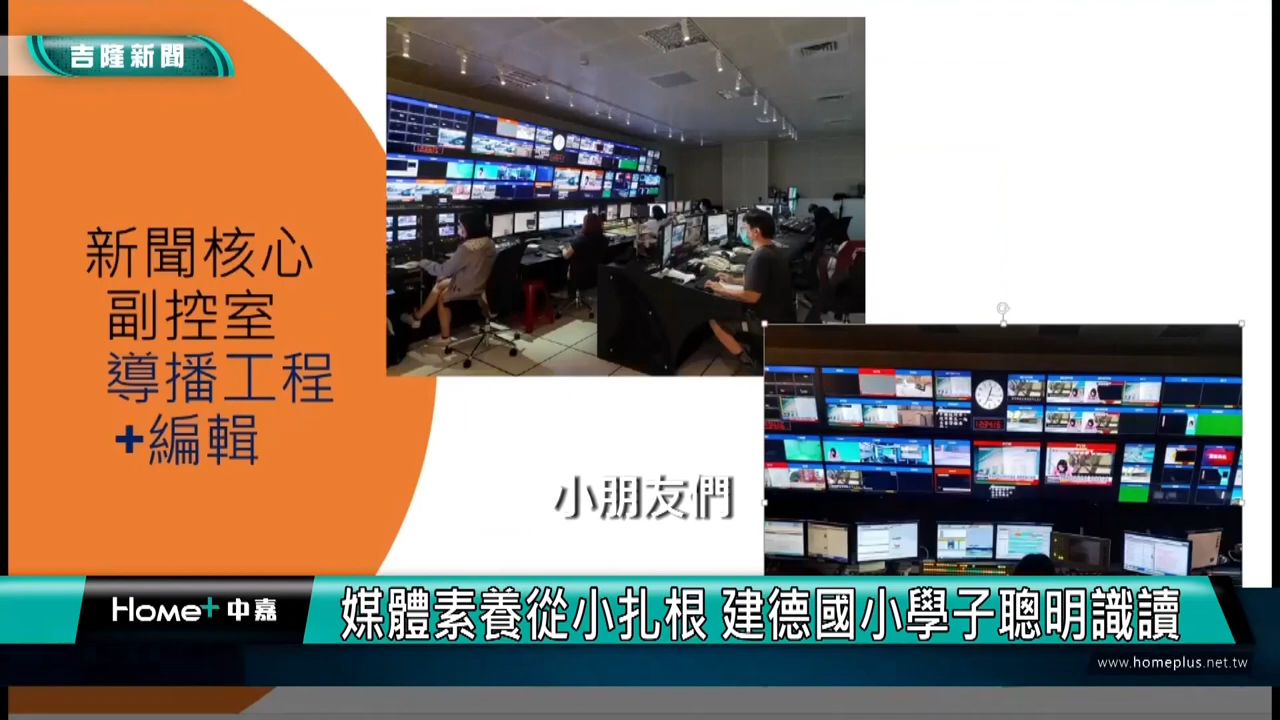 吉隆新聞
新聞核心
副控室
導播工程
+編輯
小朋友們
Home+中嘉
媒體素養從小扎根 建德國小學子聰明識讀
www.homeplus.net.tw